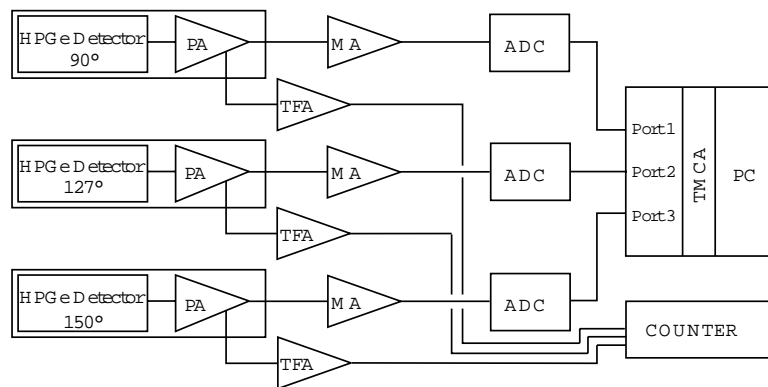 HPGe Detector
90°
PA
MA
ADC
TFA
Port1
HPGe Detector
127°
PA
MA
ADC
Port2
TMCA
PC
TFA
Port3
HPGe Detector
150°
PA
MA
ADC
COUNTER
TFA